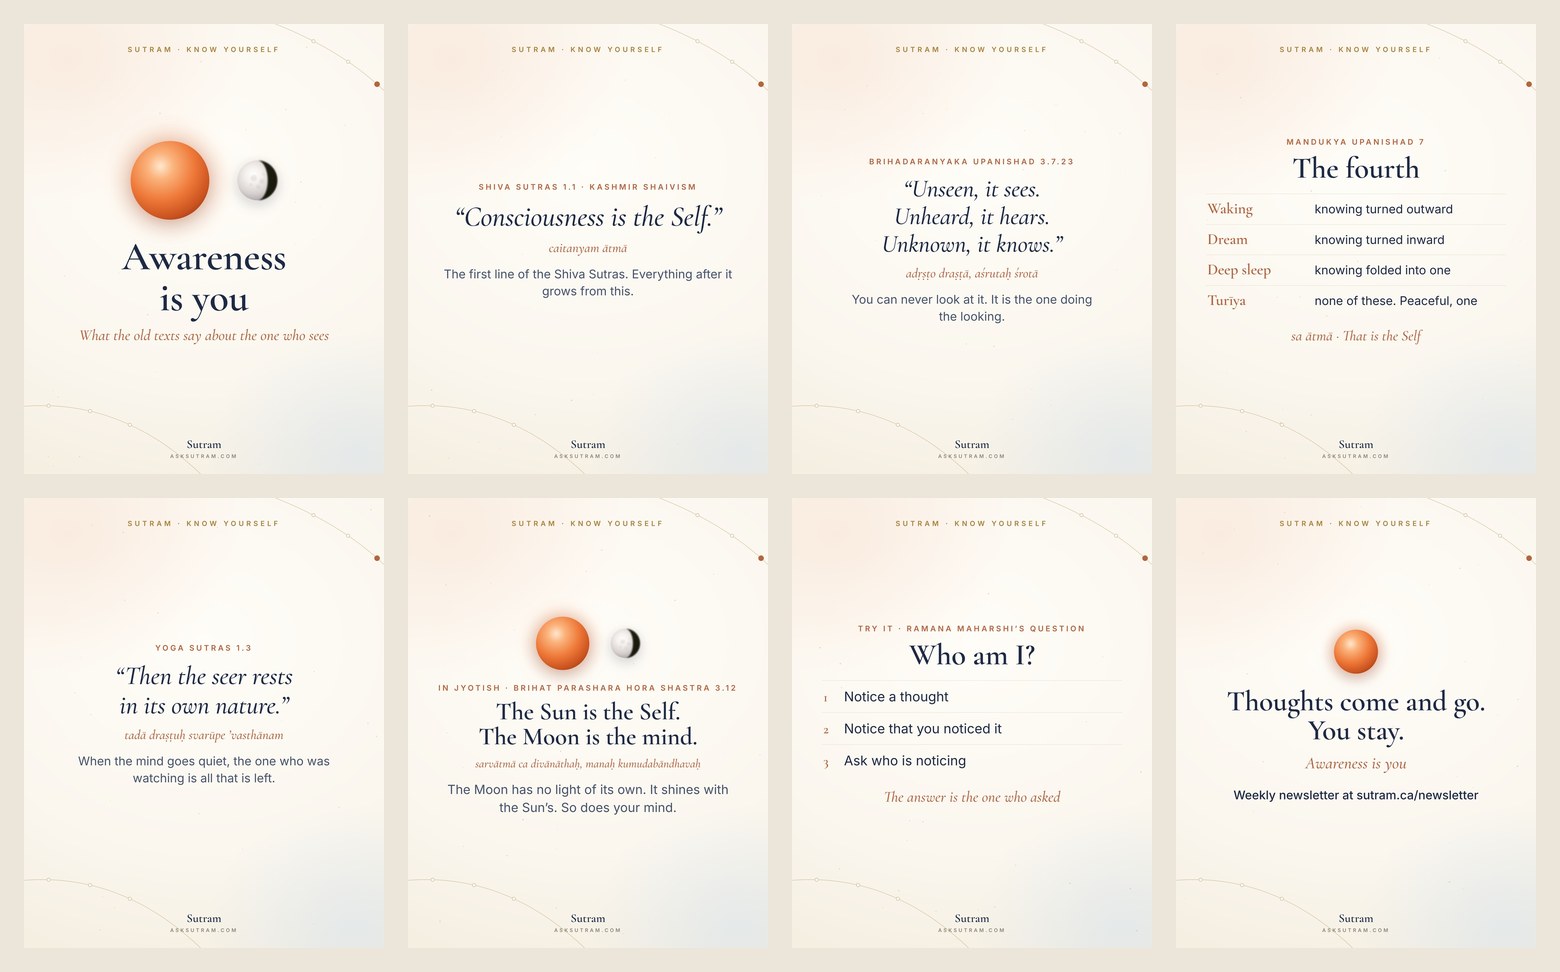 SUTRAM · KNOW YOURSELF
Awareness
is you
What the old texts say about the one who sees
Sutram
ASKSUTRAM.COM
SUTRAM · KNOW YOURSELF
SHIVA SUTRAS 1.1 · KASHMIR SHAIVISM
“Consciousness is the Self.”
caitanyam ātmā
The first line of the Shiva Sutras. Everything after it
grows from this.
Sutram
ASKSUTRAM.COM
SUTRAM · KNOW YOURSELF
BRIHADARANYAKA UPANISHAD 3.7.23
“Unseen, it sees.
Unheard, it hears.
Unknown, it knows.”
adṛṣṭo draṣṭā, aśrutaḥ śrotā
You can never look at it. It is the one doing
the looking.
Sutram
ASKSUTRAM.COM
SUTRAM · KNOW YOURSELF
MANDUKYA UPANISHAD 7
The fourth
Waking knowing turned outward
Dream knowing turned inward
Deep sleep knowing folded into one
Turīya none of these. Peaceful, one
sa ātmā · That is the Self
Sutram
ASKSUTRAM.COM
SUTRAM · KNOW YOURSELF
YOGA SUTRAS 1.3
“Then the seer rests
in its own nature.”
tadā draṣṭuḥ svarūpe ’vasthānam
When the mind goes quiet, the one who was
watching is all that is left.
Sutram
ASKSUTRAM.COM
SUTRAM · KNOW YOURSELF
IN JYOTISH · BRIHAT PARASHARA HORA SHASTRA 3.12
The Sun is the Self.
The Moon is the mind.
sarvātmā ca divānāthaḥ, manaḥ kumudabāndhavaḥ
The Moon has no light of its own. It shines with
the Sun’s. So does your mind.
Sutram
ASKSUTRAM.COM
SUTRAM · KNOW YOURSELF
TRY IT · RAMANA MAHARSHI’S QUESTION
Who am I?
1 Notice a thought
2 Notice that you noticed it
3 Ask who is noticing
The answer is the one who asked
Sutram
ASKSUTRAM.COM
SUTRAM · KNOW YOURSELF
Thoughts come and go.
You stay.
Awareness is you
Weekly newsletter at sutram.ca/newsletter
Sutram
ASKSUTRAM.COM